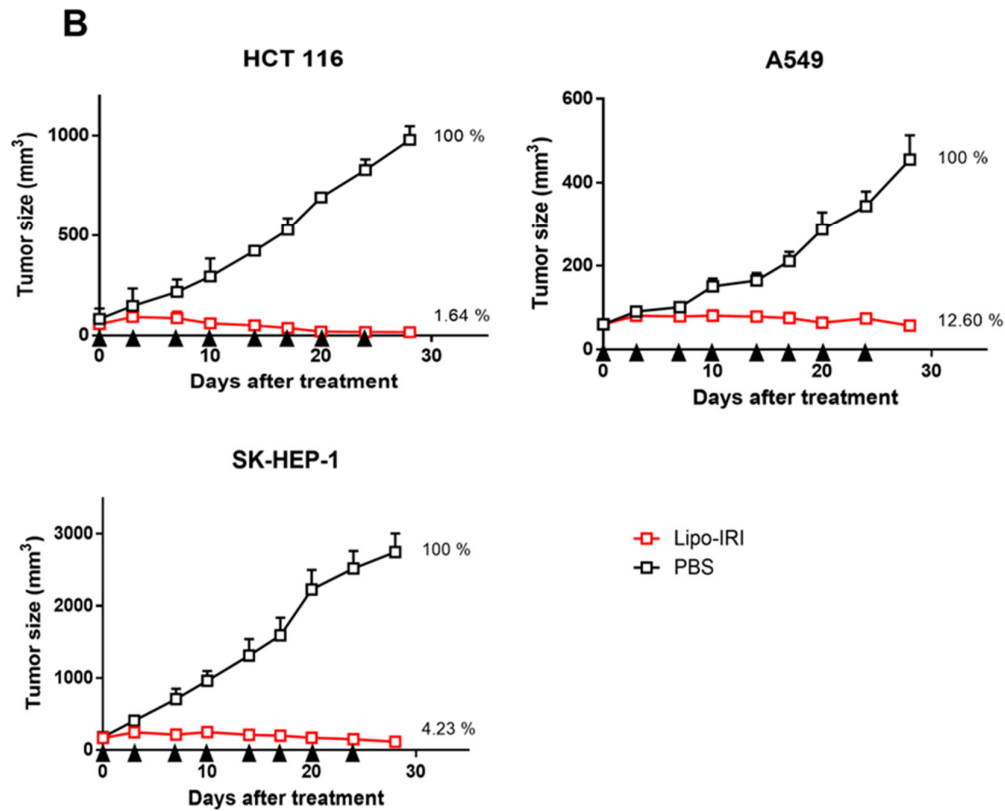 B
HCT 116
Tumor size (mm³)
1000
500
0
100 %
1.64 %
0 10 20 30
Days after treatment
A549
Tumor size (mm³)
600
400
200
0
100 %
12.60 %
0 10 20 30
Days after treatment
SK-HEP-1
Tumor size (mm³)
3000
2000
1000
0
100 %
4.23 %
0 10 20 30
Days after treatment
Lipo-IRI
PBS